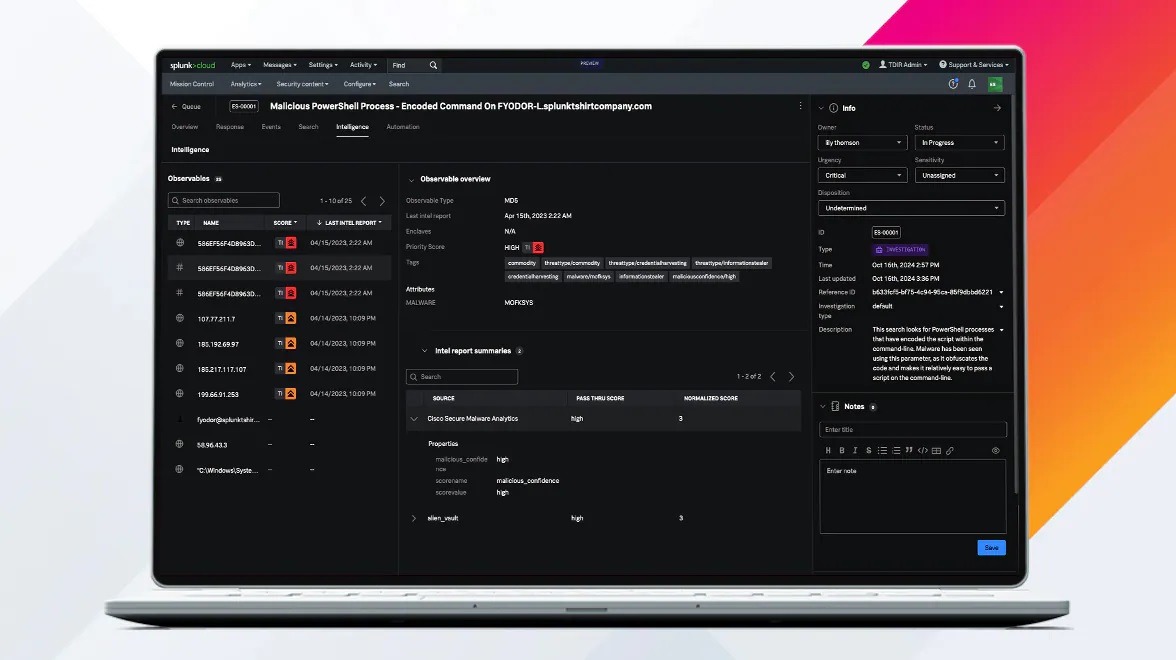 splunk>cloud Apps Messages Settings Activity Find PREVIEW TDIR Admin Support & Services
Mission Control Analytics Security content Configure Search
Queue ES-00001 Malicious PowerShell Process - Encoded Command On FYODOR-L.splunktshirtcompany.com
Overview Response Events Search Intelligence Automation
Intelligence
Observables 25
Search observables 1 - 10 of 25
TYPE NAME SCORE LAST INTEL REPORT
586EF56F4D8963D... TI 04/15/2023, 2:22 AM
# 586EF56F4D8963D... TI 04/15/2023, 2:22 AM
# 586EF56F4D8963D... TI 04/15/2023, 2:22 AM
107.77.211.7 TI 04/14/2023, 10:09 PM
185.192.69.97 TI 04/14/2023, 10:09 PM
185.217.117.107 TI 04/14/2023, 10:09 PM
199.66.91.253 TI 04/14/2023, 10:09 PM
fyodor@splunktshir... -- --
58.96.43.3 -- --
"C:\Windows\Syste... -- --
Observable overview
Observable Type MD5
Last intel report Apr 15th, 2023 2:22 AM
Enclaves N/A
Priority Score HIGH TI
Tags commodity threattype/commodity threattype/credentialharvesting threattype/informationstealer
credentialharvesting malware/mofksys informationstealer maliciousconfidence/high
Attributes
MALWARE MOFKSYS
Intel report summaries 2
Search 1 - 2 of 2
SOURCE PASS THRU SCORE NORMALIZED SCORE
Cisco Secure Malware Analytics high 3
Properties
malicious_confide high
nce
scorename malicious_confidence
scorevalue high
alien_vault high 3
Info
Owner Status
lily thomson In Progress
Urgency Sensitivity
Critical Unassigned
Disposition
Undetermined
ID ES-00001
Type INVESTIGATION
Time Oct 16th, 2024 2:57 PM
Last updated Oct 16th, 2024 3:36 PM
Reference ID b633fcf5-bf75-4c94-95ca-85f9dbbd6221
Investigation default
type
Description This search looks for PowerShell processes
that have encoded the script within the
command-line. Malware has been seen
using this parameter, as it obfuscates the
code and makes it relatively easy to pass a
script on the command-line.
Notes 0
Enter title
H B I S
Enter note
Save